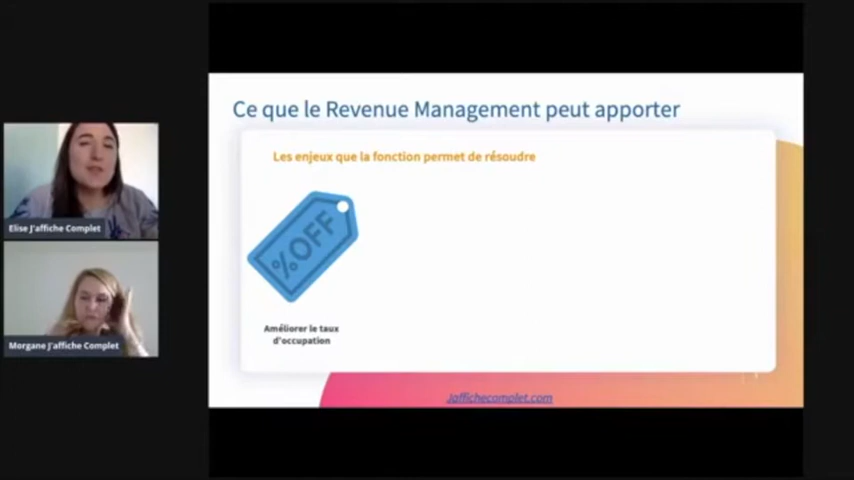 Ce que le Revenue Management peut apporter
Les enjeux que la fonction permet de résoudre
%OFF
Améliorer le taux
d'occupation
Elise J'affiche Complet
Morgane J'affiche Complet
Jaffichecomplet.com